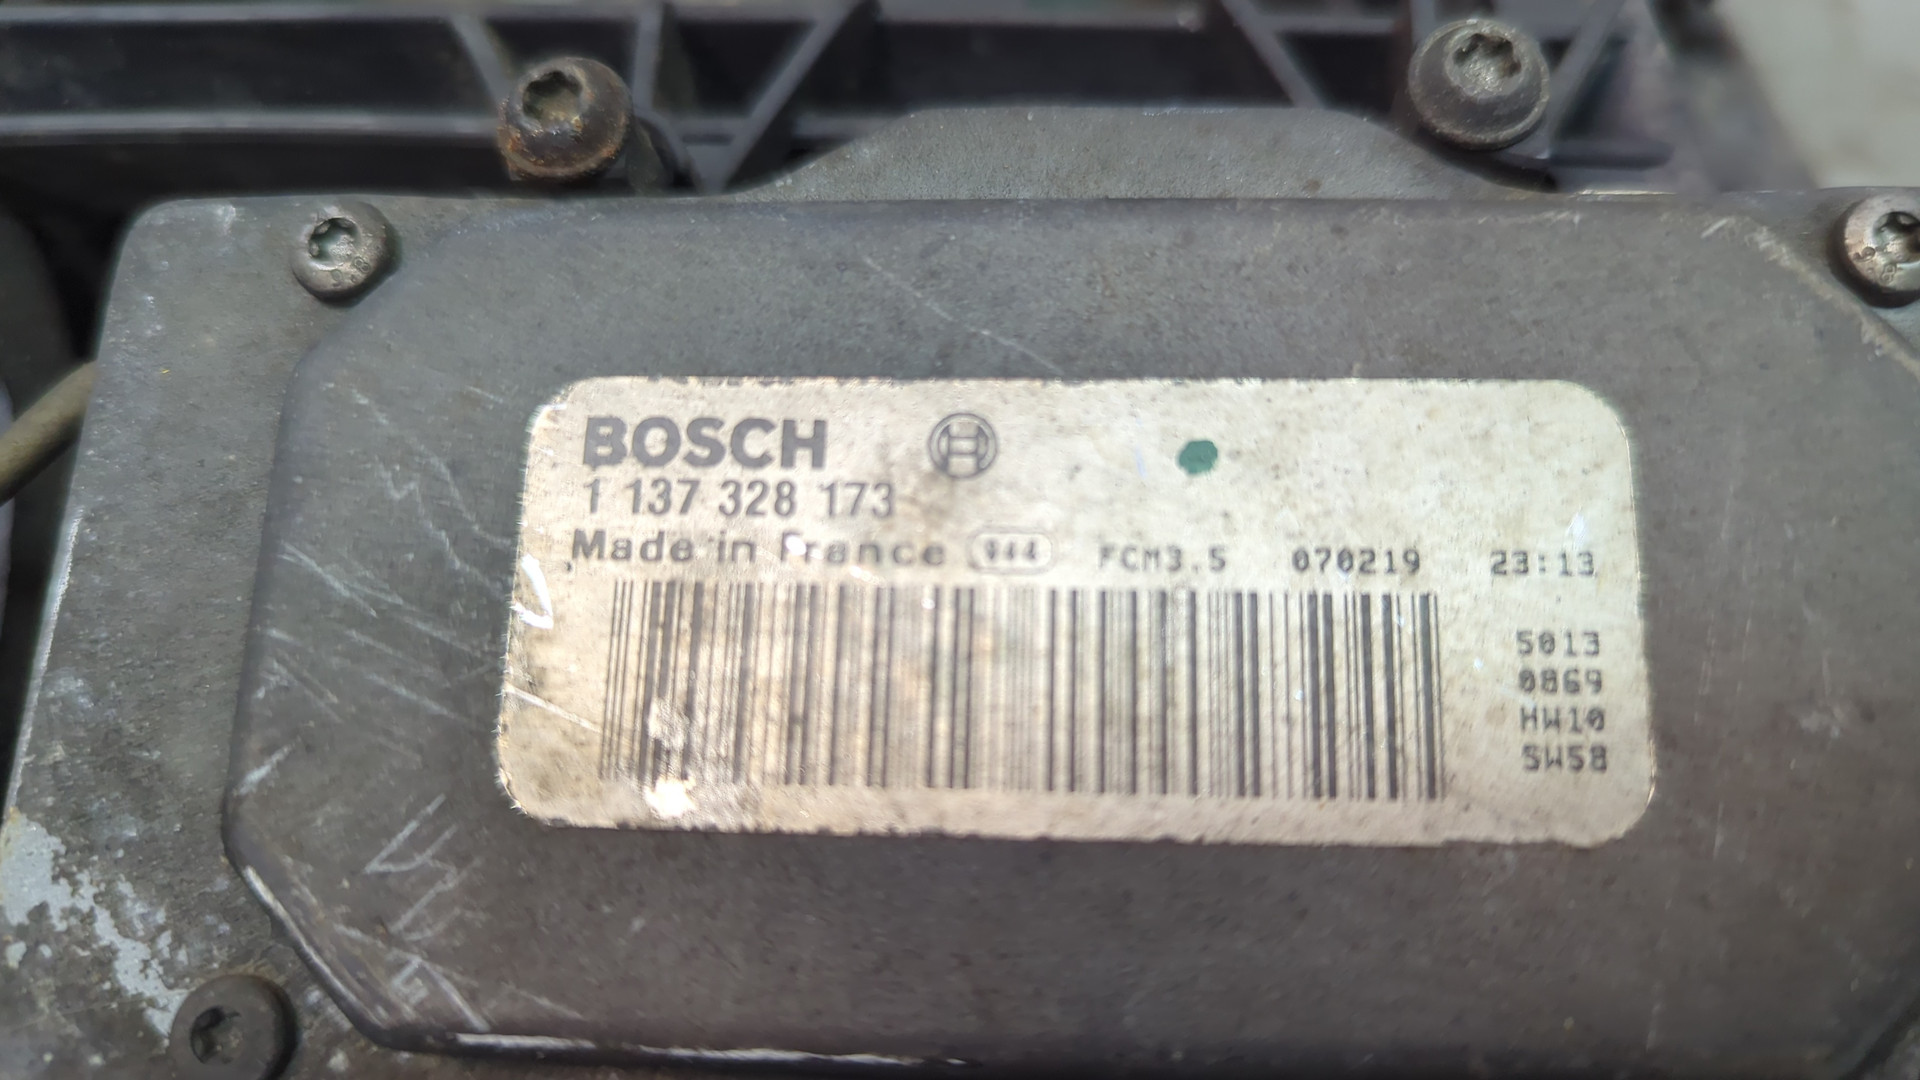 BOSCH
1 137 328 173
Made in France 944 FCM3.5 070219 23:13
5013
0869
HW10
SW58